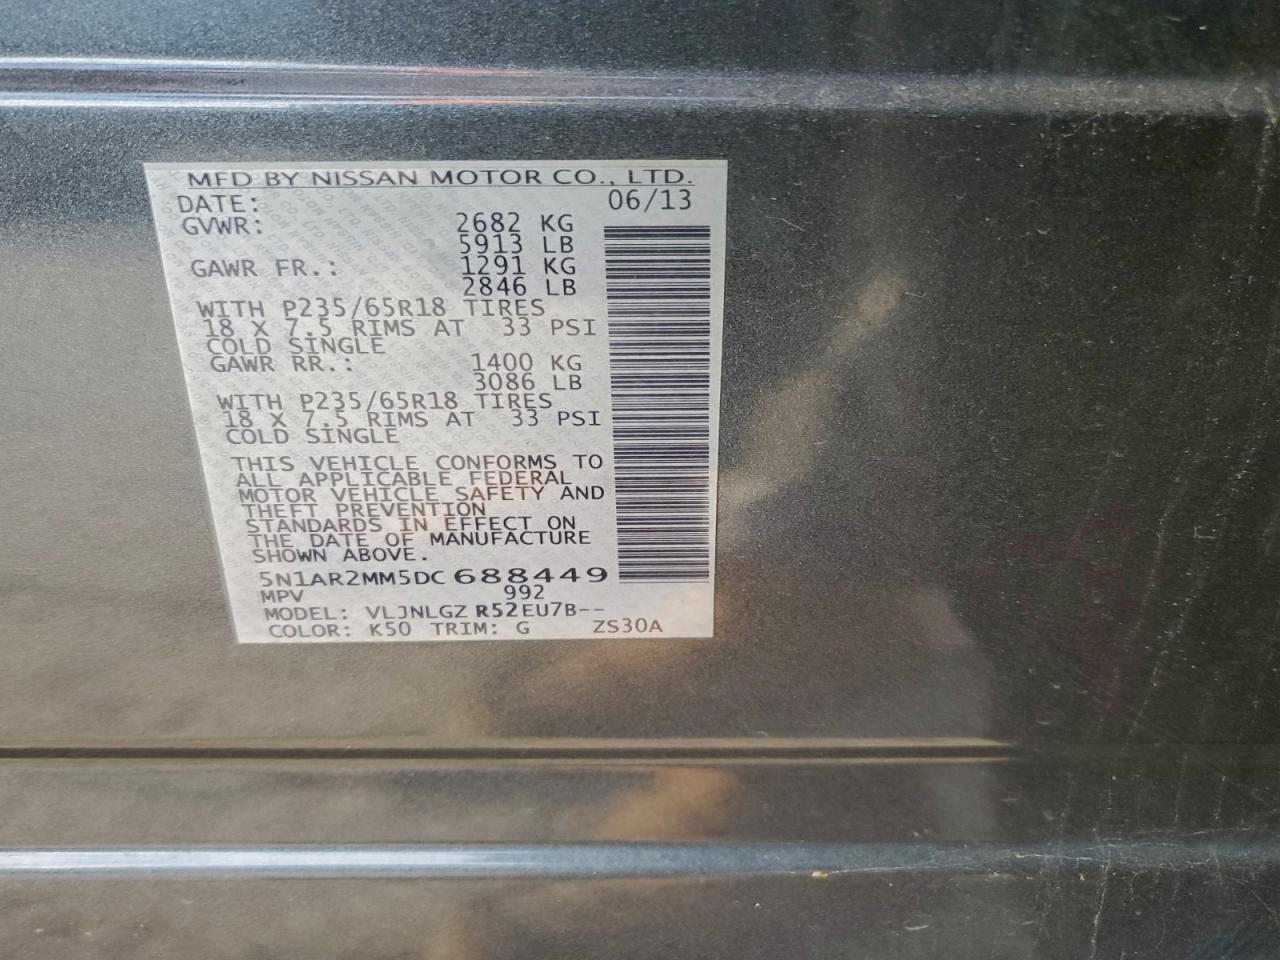 MFD BY NISSAN MOTOR CO., LTD.
DATE: 06/13
GVWR: 2682 KG
5913 LB
GAWR FR.: 1291 KG
2846 LB
WITH P235/65R18 TIRES
18 X 7.5 RIMS AT 33 PSI
COLD SINGLE
GAWR RR.: 1400 KG
3086 LB
WITH P235/65R18 TIRES
18 X 7.5 RIMS AT 33 PSI
COLD SINGLE
THIS VEHICLE CONFORMS TO
ALL APPLICABLE FEDERAL
MOTOR VEHICLE SAFETY AND
THEFT PREVENTION
STANDARDS IN EFFECT ON
THE DATE OF MANUFACTURE
SHOWN ABOVE.
5N1AR2MM5DC688449
MPV 992
MODEL: VLJNLGZ R52EU7B--
COLOR: K50 TRIM: G ZS30A